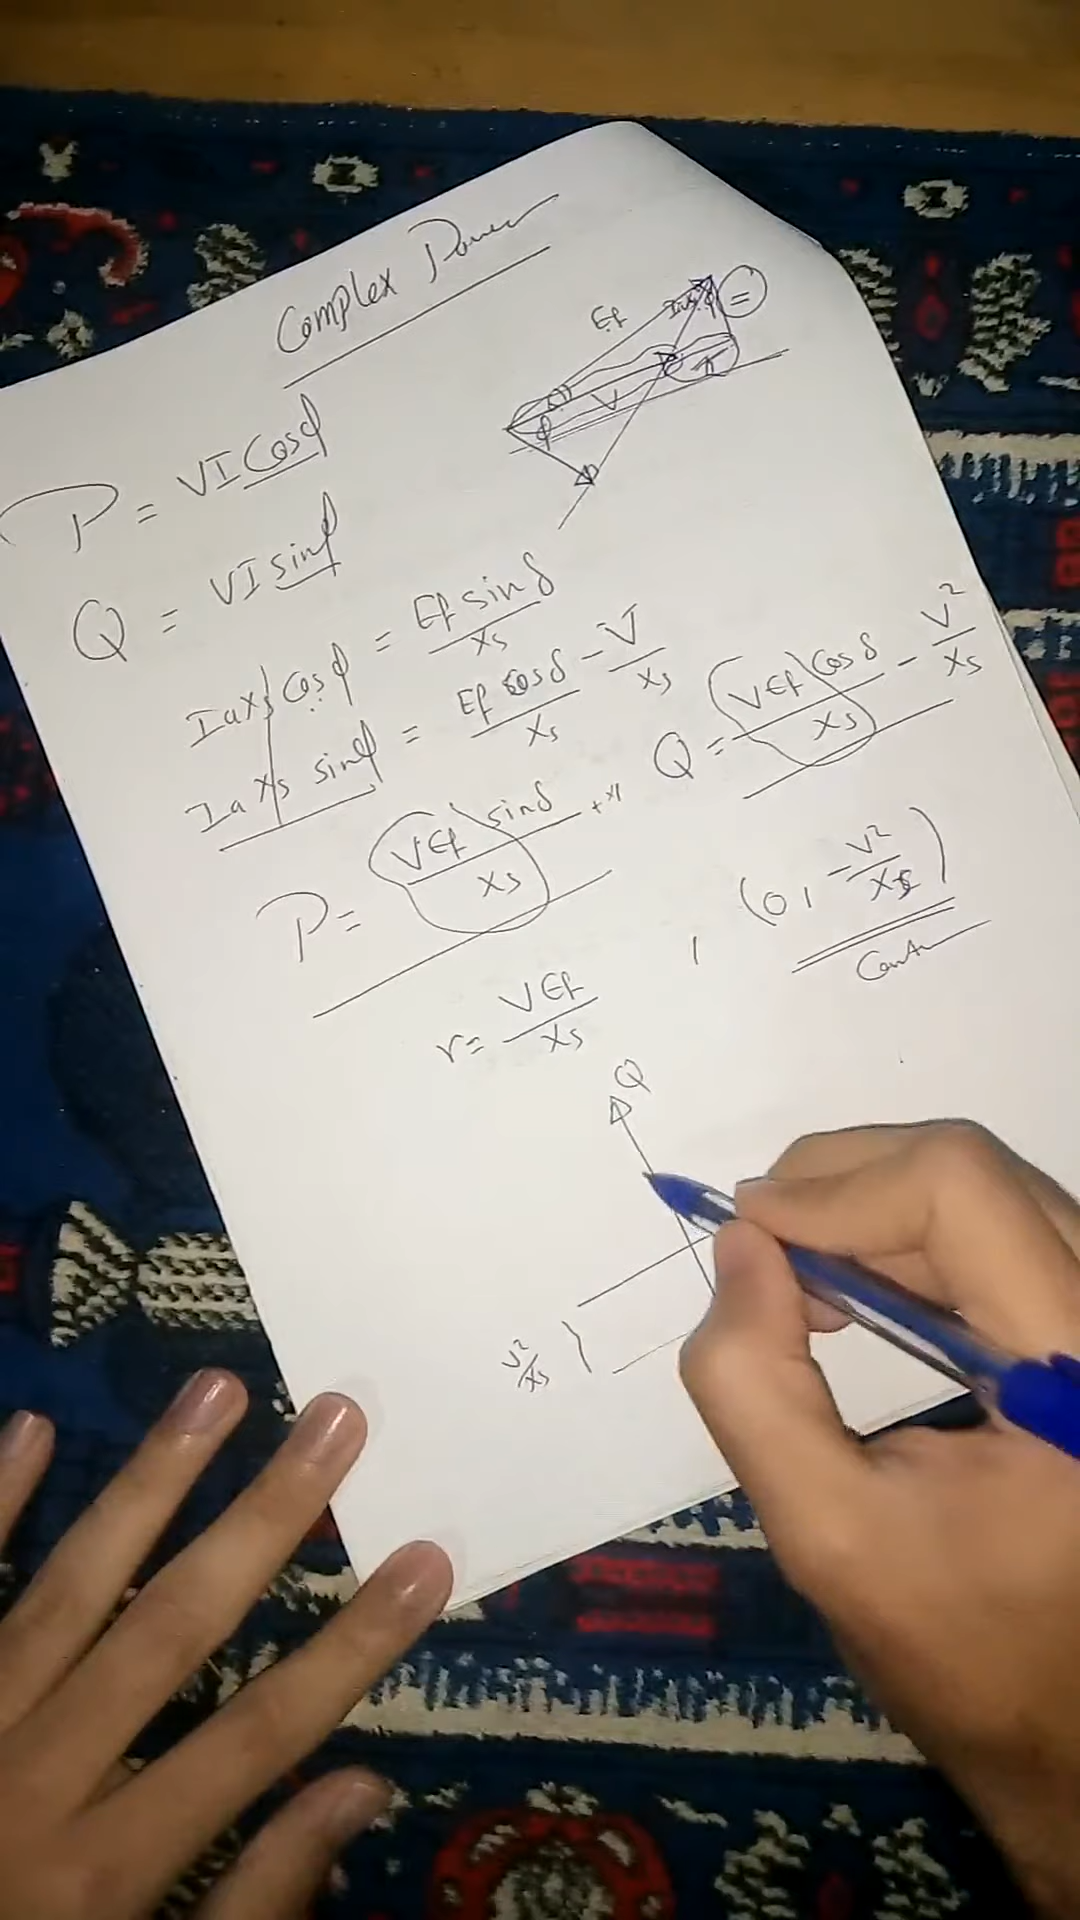 Complex Power
Ef
V
φ
=
P = VI Cosφ
Q = VI sinφ
IaXs Cosφ = Ef sinδ / Xs
Ia Xs sinφ = Ef cosδ / Xs - V / Xs
Q = VEf cosδ / Xs - V² / Xs
P = VEf sinδ / Xs
r = VEf / Xs , (0, -V² / Xs)
Q
V² / Xs